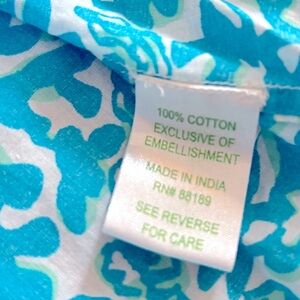 100% COTTON
EXCLUSIVE OF
EMBELLISHMENT
MADE IN INDIA
RN# 88189
SEE REVERSE
FOR CARE